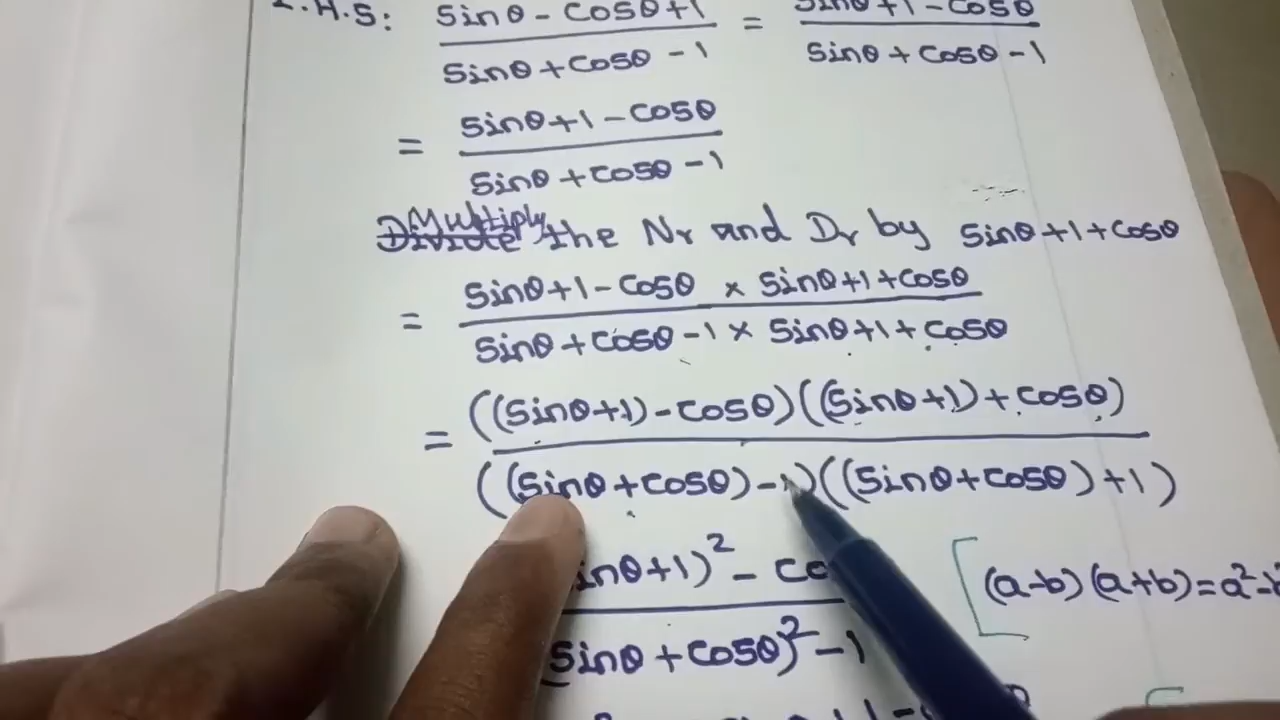 L.H.S: sinθ - cosθ+1 / sinθ + cosθ - 1 = sinθ+1 - cosθ / sinθ + cosθ - 1
= sinθ+1 - cosθ / sinθ + cosθ - 1
Multiply the Nr and Dr by sinθ+1+cosθ
= sinθ+1 - cosθ × sinθ+1+cosθ / sinθ + cosθ - 1 × sinθ+1+cosθ
= ((sinθ+1) - cosθ)((sinθ+1)+cosθ) / ((sinθ+cosθ)-1)((sinθ+cosθ)+1)
inθ+1)² - co / sinθ + cosθ)² - 1 [(a-b)(a+b)=a²-b²